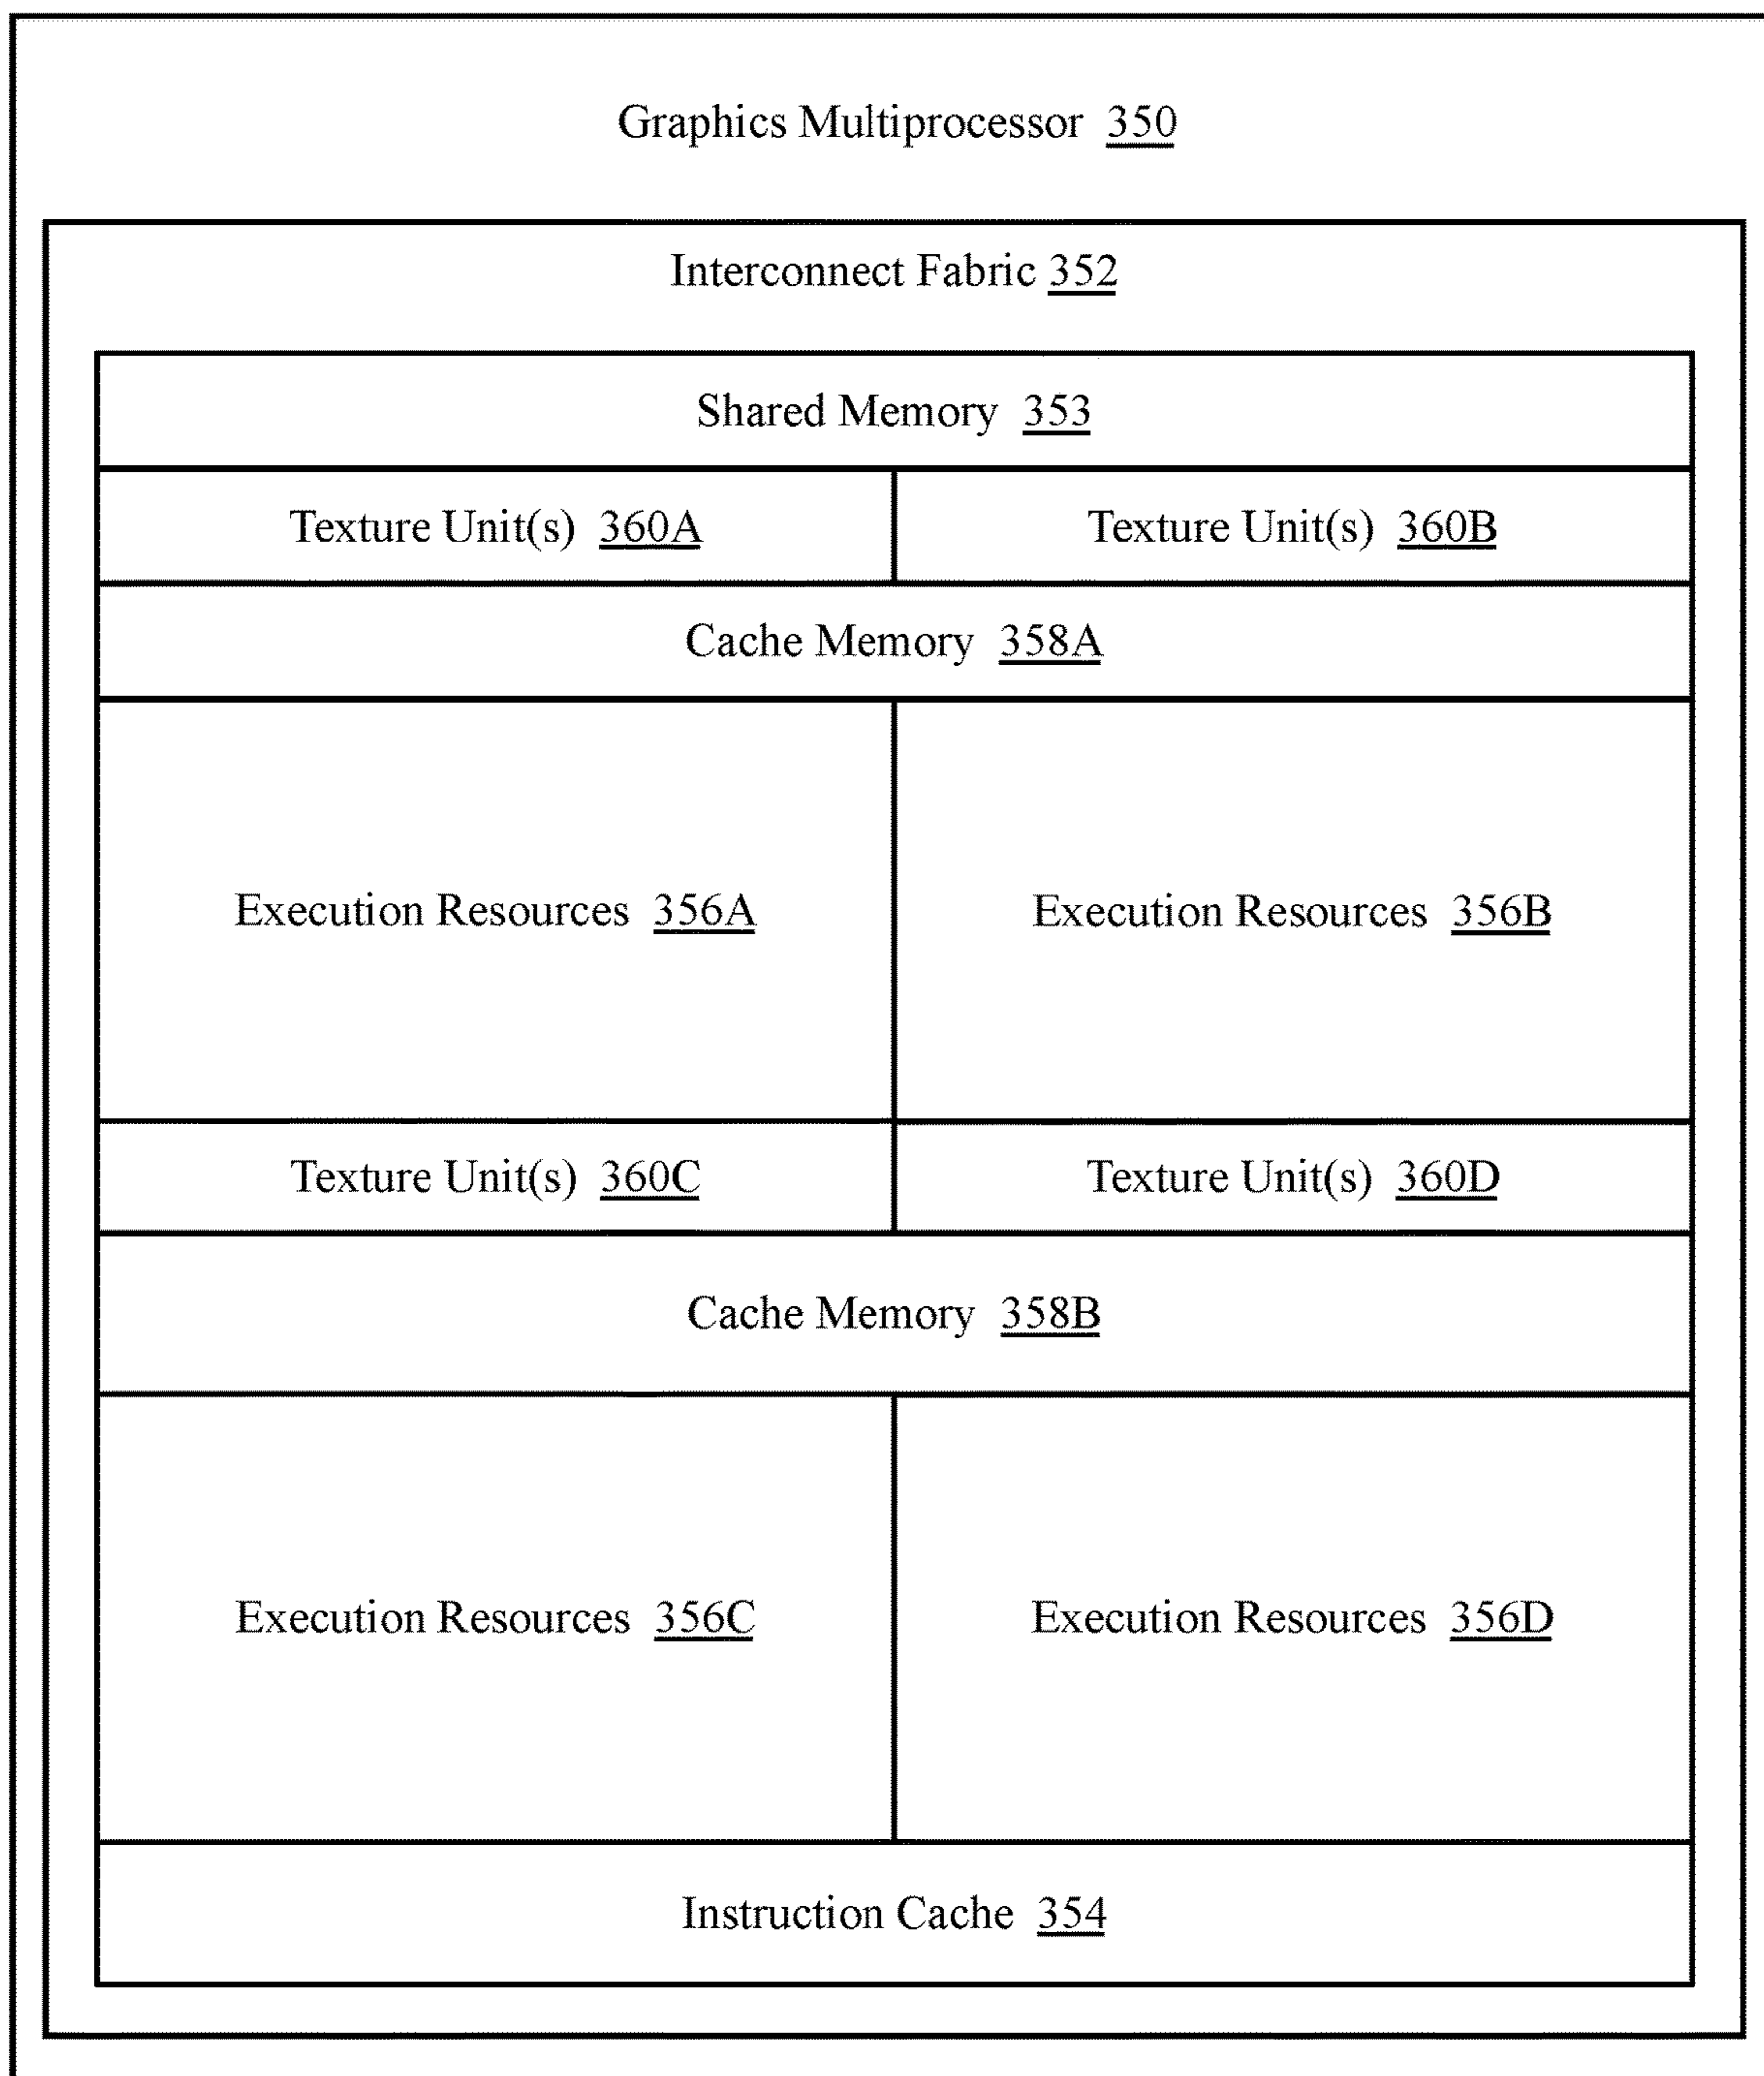 Graphics Multiprocessor 350
Interconnect Fabric 352
Shared Memory 353
Texture Unit(s) 360A
Texture Unit(s) 360B
Cache Memory 358A
Execution Resources 356A
Execution Resources 356B
Texture Unit(s) 360C
Texture Unit(s) 360D
Cache Memory 358B
Execution Resources 356C
Execution Resources 356D
Instruction Cache 354